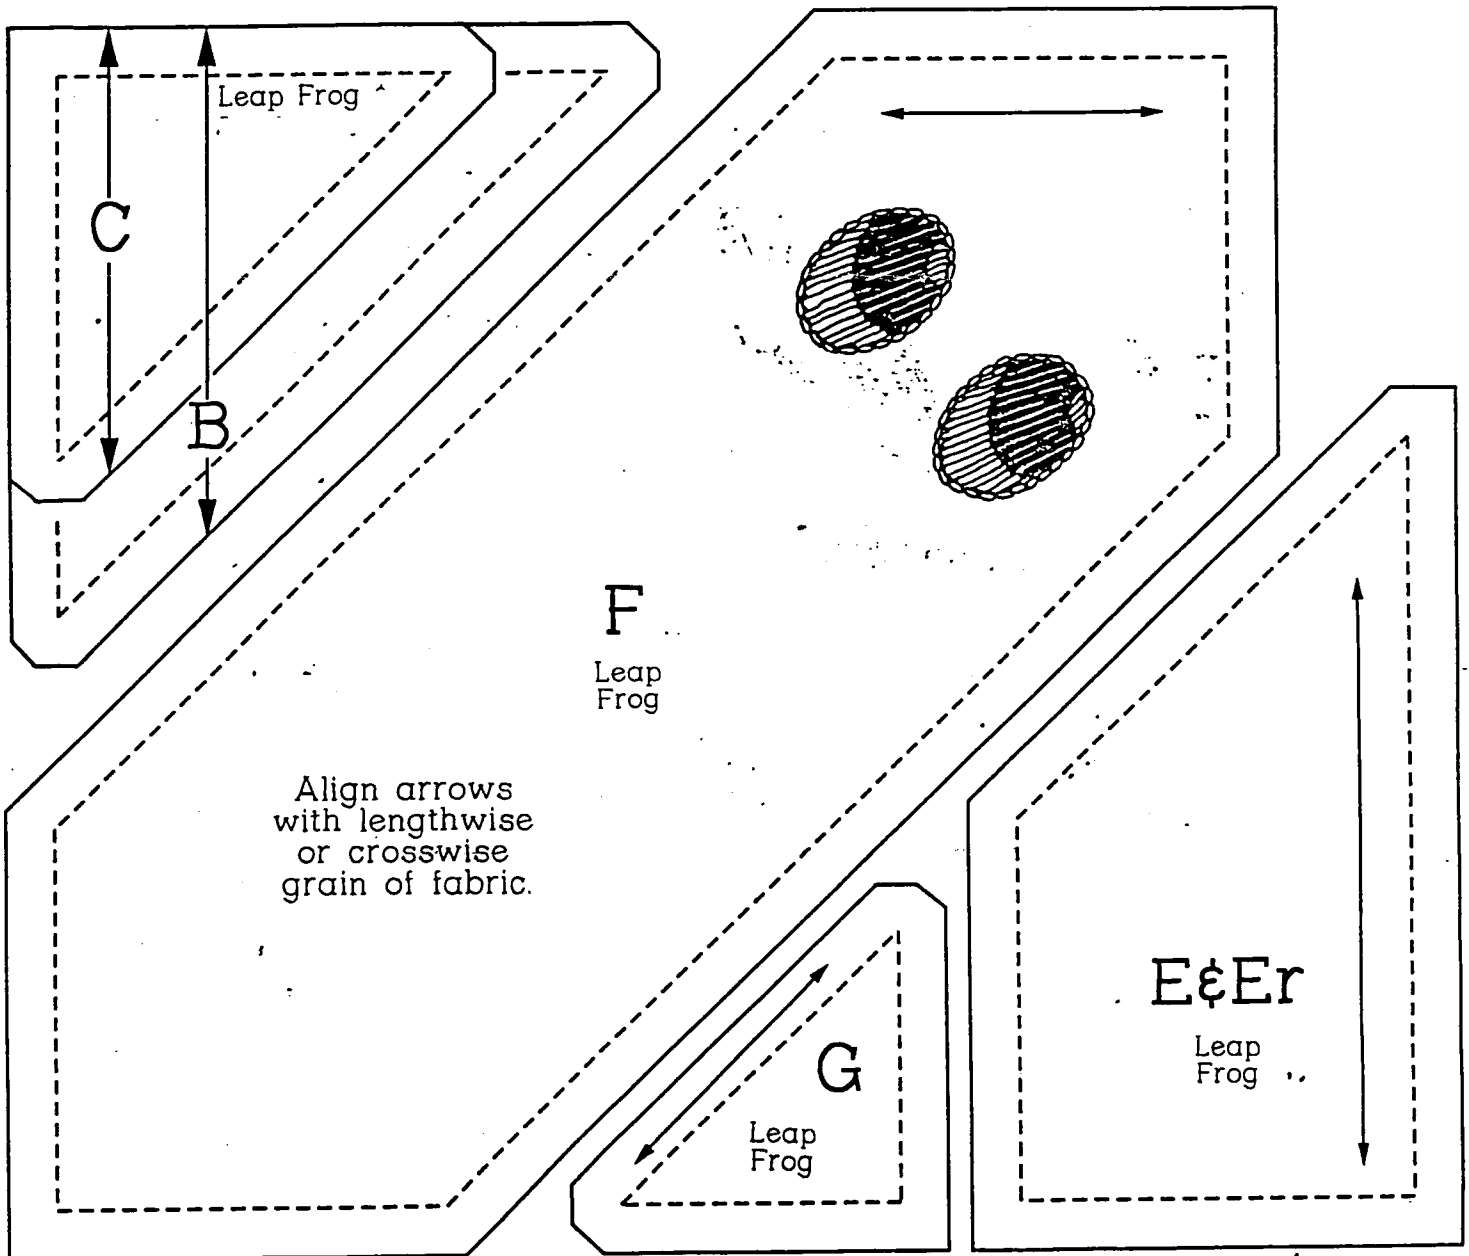 Leap Frog
C
B
F
Leap
Frog
Align arrows
with lengthwise
or crosswise
grain of fabric.
E&Er
Leap
Frog
G
Leap
Frog